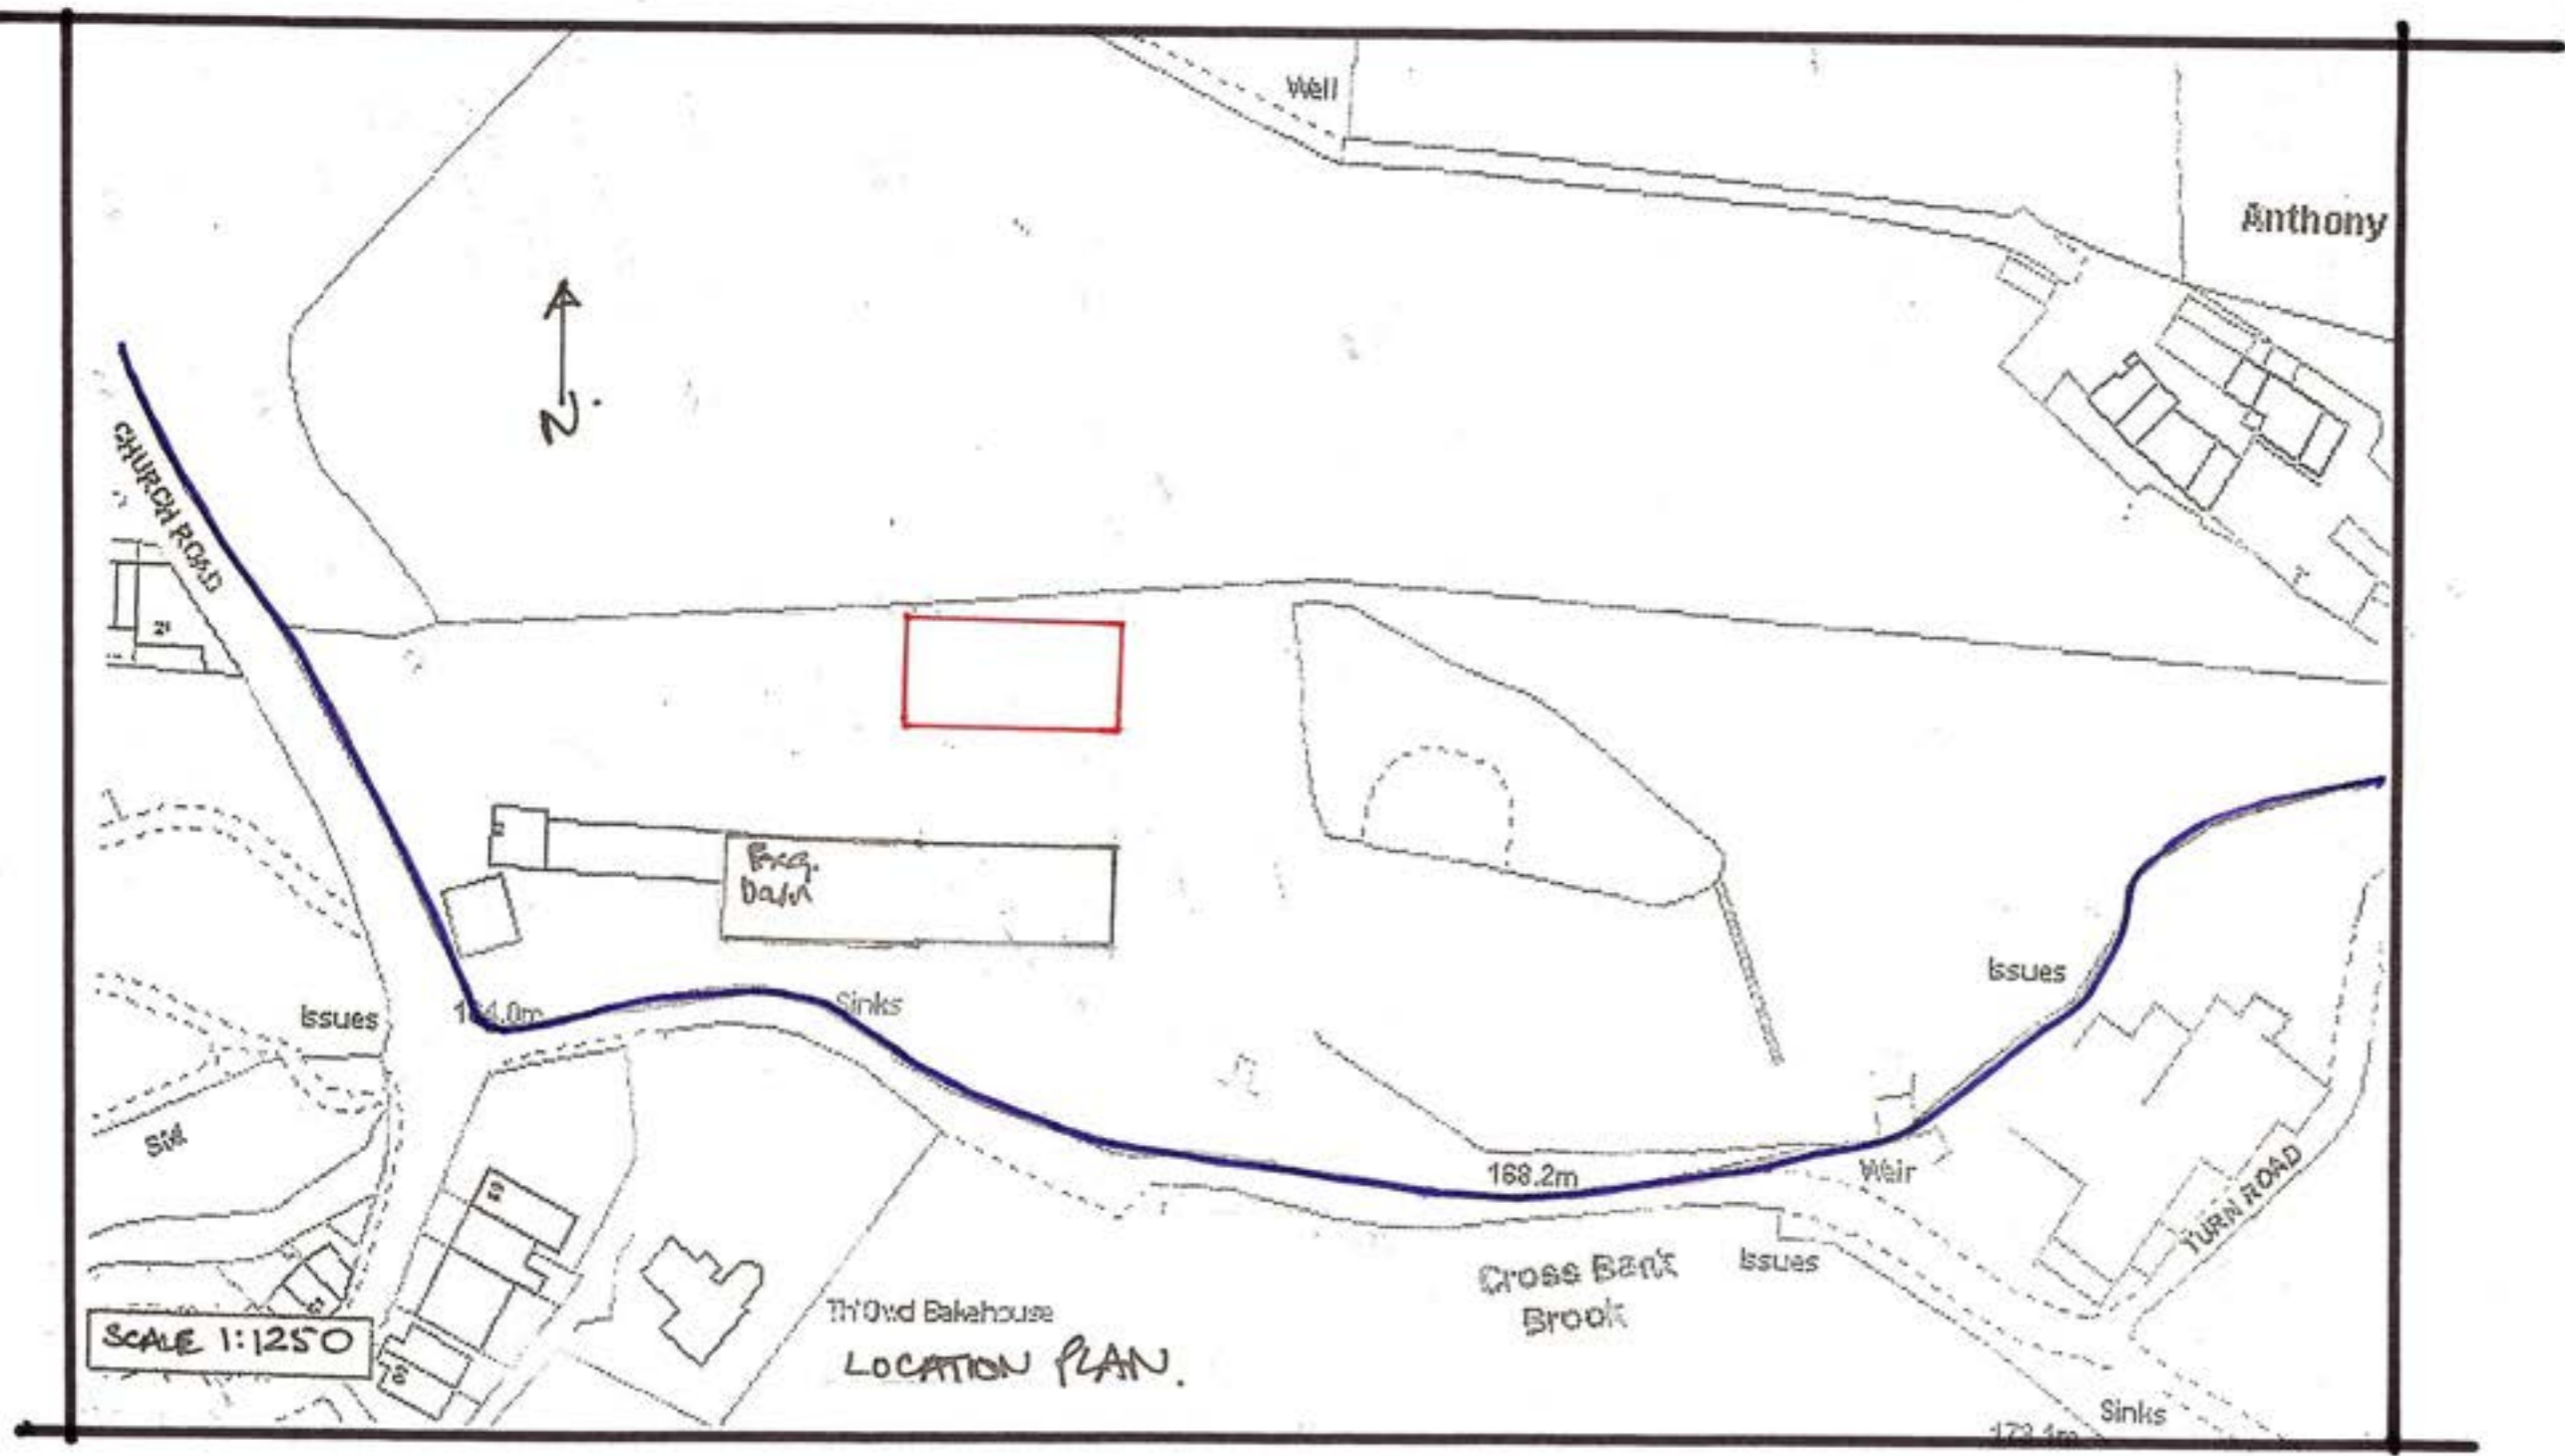 Well
Anthony
N.
CHURCH ROAD
Exg.
barn
Issues
Issues
Sinks
Weir
168.2m
TURN ROAD
Cross Bank
Brook
Issues
Th'Owd Bakehouse
SCALE 1:1250
LOCATION PLAN.
Sinks